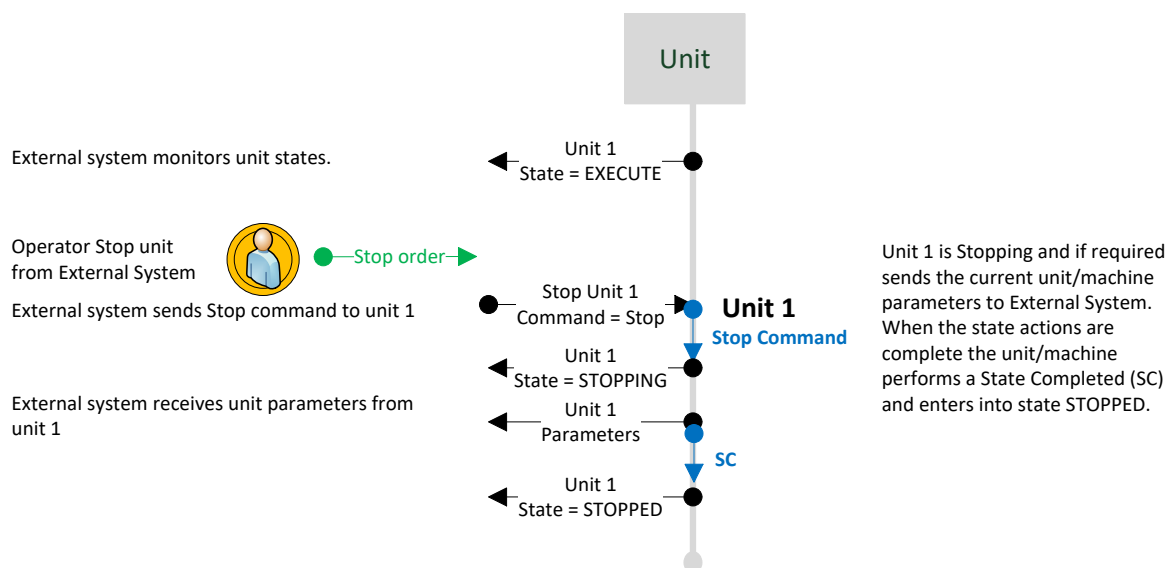 Unit
External system monitors unit states.
Unit 1
State = EXECUTE
Operator Stop unit
from External System
Stop order
External system sends Stop command to unit 1
Stop Unit 1
Command = Stop
Unit 1
Stop Command
Unit 1 is Stopping and if required
sends the current unit/machine
parameters to External System.
When the state actions are
complete the unit/machine
performs a State Completed (SC)
and enters into state STOPPED.
Unit 1
State = STOPPING
External system receives unit parameters from
unit 1
Unit 1
Parameters
SC
Unit 1
State = STOPPED